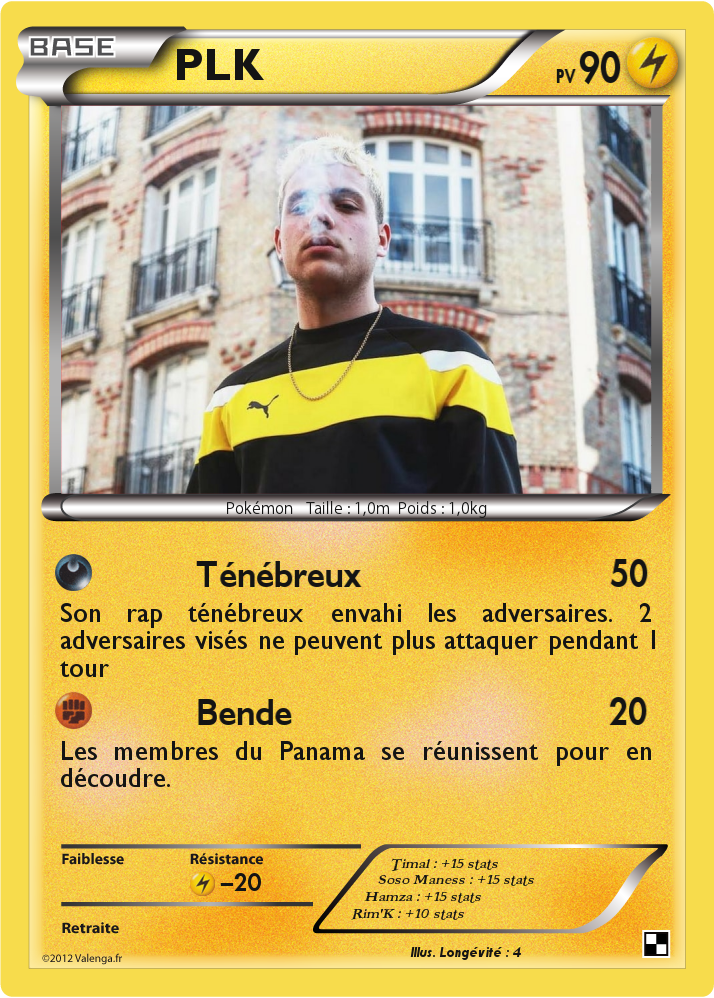 BASE
PLK
PV 90
Pokémon Taille : 1,0m Poids : 1,0kg
Ténébreux 50
Son rap ténébreux envahi les adversaires. 2
adversaires visés ne peuvent plus attaquer pendant 1
tour
Bende 20
Les membres du Panama se réunissent pour en
découdre.
Faiblesse
Résistance
–20
Retraite
Timal : +15 stats
Soso Maness : +15 stats
Hamza : +15 stats
Rim'K : +10 stats
Illus. Longévité : 4
©2012 Valenga.fr